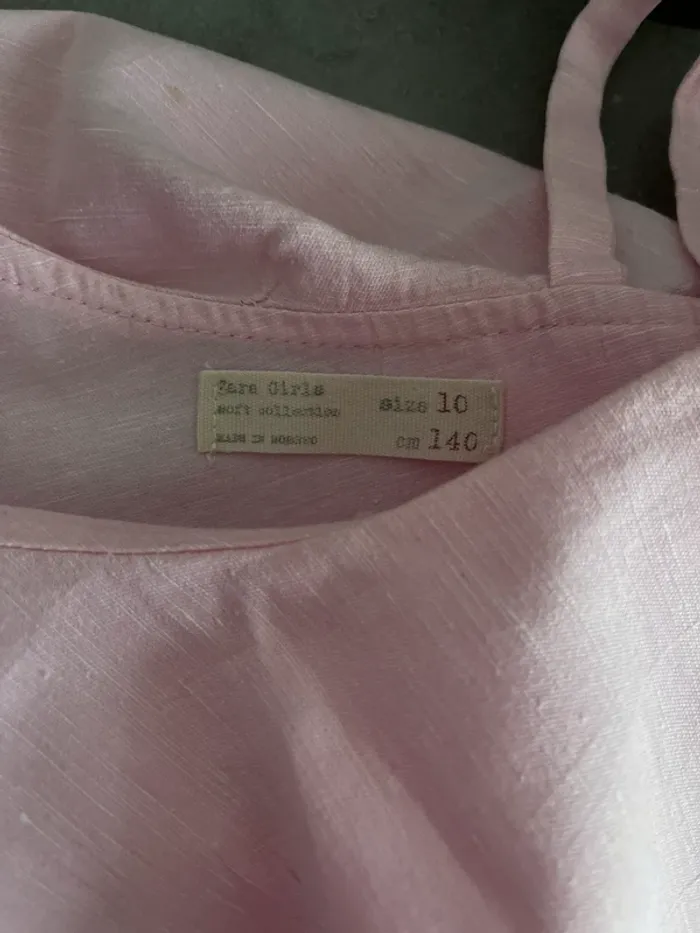 Zara Girls
soft collection
MADE IN MOROCCO
size 10
cm 140